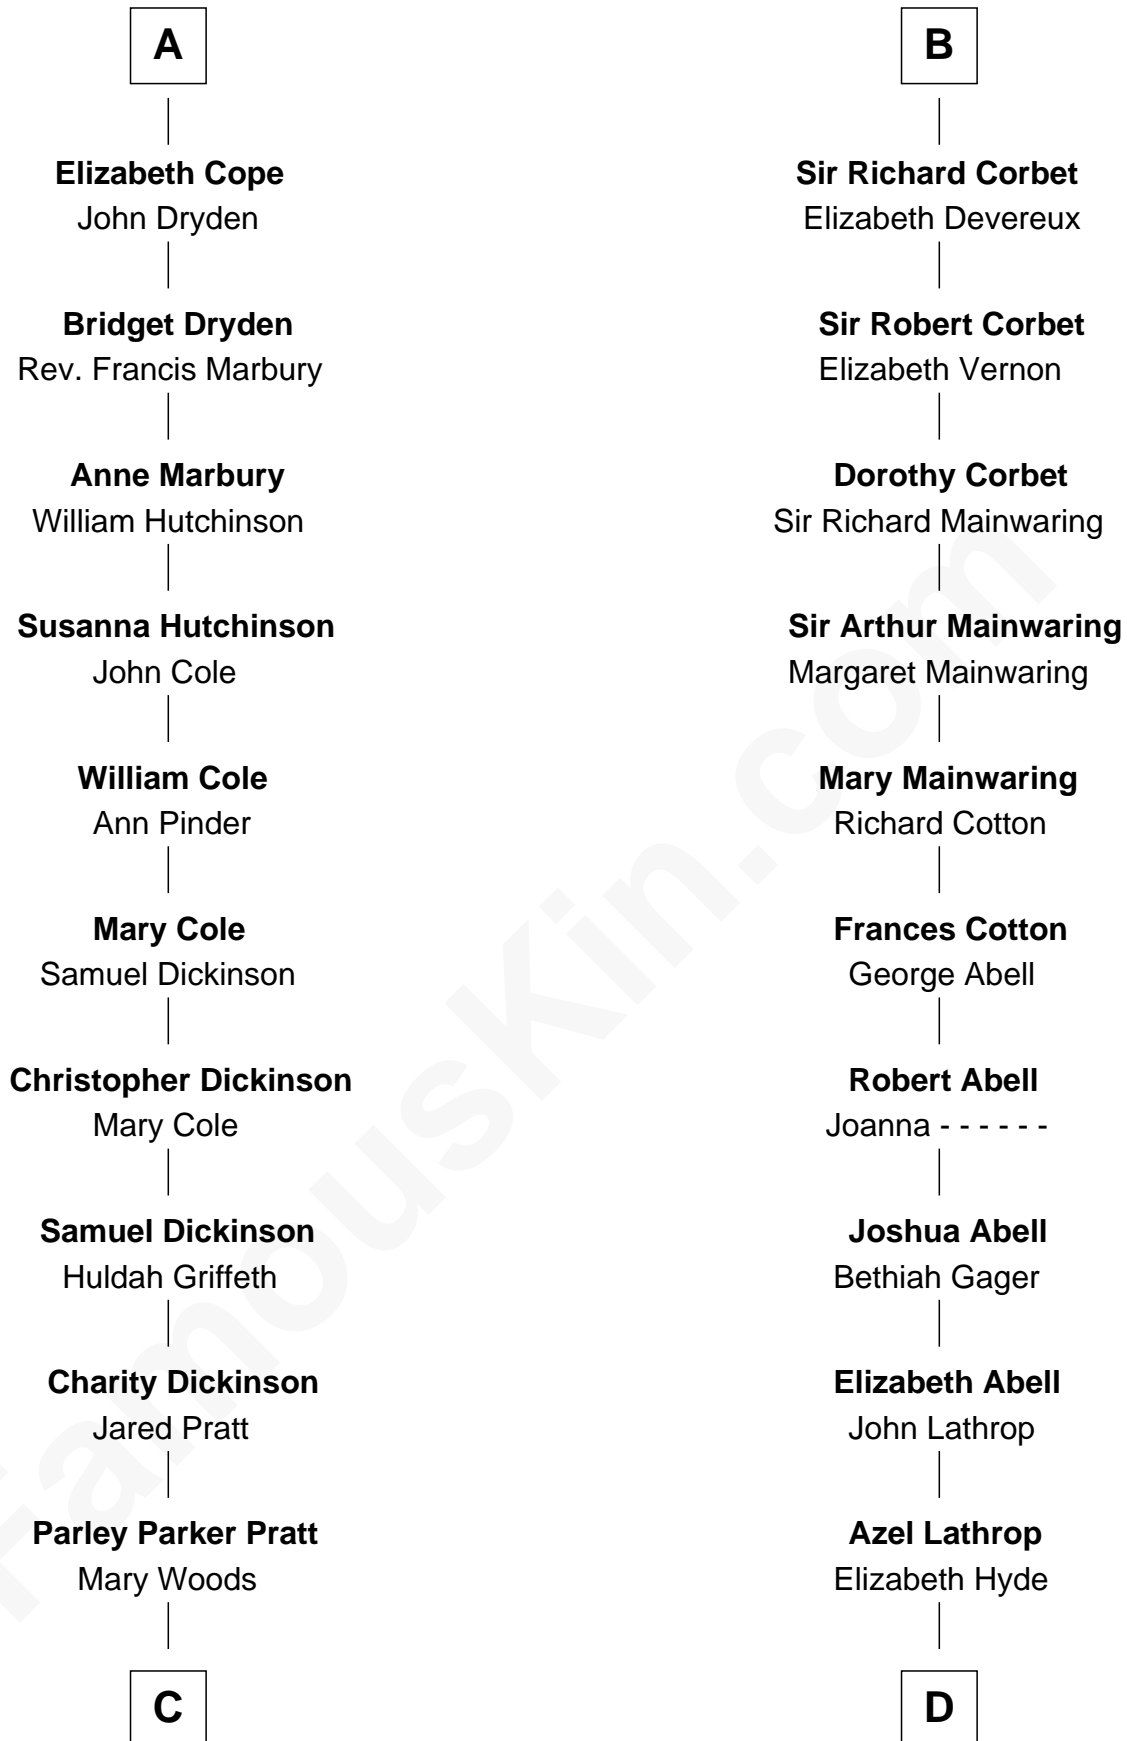 A
Elizabeth Cope
John Dryden
Bridget Dryden
Rev. Francis Marbury
Anne Marbury
William Hutchinson
Susanna Hutchinson
John Cole
William Cole
Ann Pinder
Mary Cole
Samuel Dickinson
Christopher Dickinson
Mary Cole
Samuel Dickinson
Huldah Griffeth
Charity Dickinson
Jared Pratt
Parley Parker Pratt
Mary Woods
C
B
Sir Richard Corbet
Elizabeth Devereux
Sir Robert Corbet
Elizabeth Vernon
Dorothy Corbet
Sir Richard Mainwaring
Sir Arthur Mainwaring
Margaret Mainwaring
Mary Mainwaring
Richard Cotton
Frances Cotton
George Abell
Robert Abell
Joanna - - - - - -
Joshua Abell
Bethiah Gager
Elizabeth Abell
John Lathrop
Azel Lathrop
Elizabeth Hyde
D
FamousKin.com